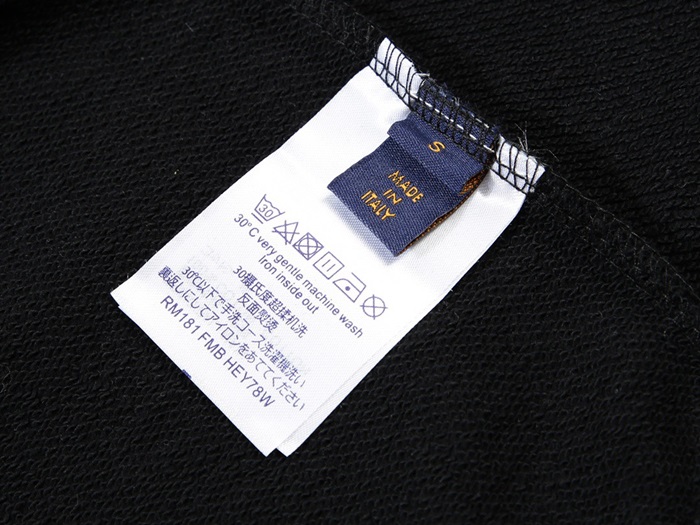 S
MADE
IN
ITALY
30
30°C very gentle machine wash
Iron inside out
30摄氏度超柔机洗
反面熨烫
30℃以下で手洗コース洗濯機洗い
裏返しにしてアイロンをあててください
RM181 FMB HEY78W